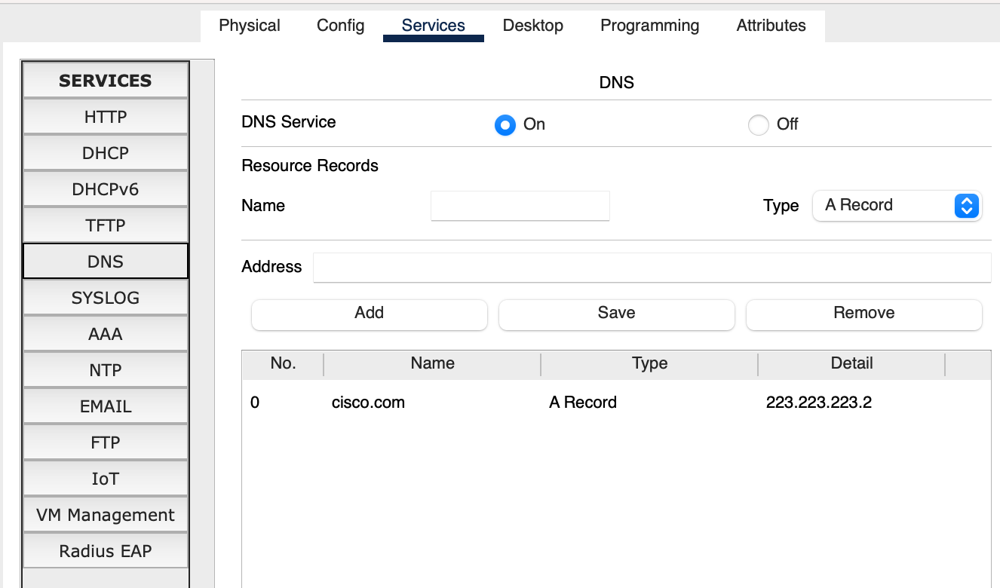 Physical Config Services Desktop Programming Attributes
SERVICES
HTTP
DHCP
DHCPv6
TFTP
DNS
SYSLOG
AAA
NTP
EMAIL
FTP
IoT
VM Management
Radius EAP
DNS
DNS Service On Off
Resource Records
Name Type A Record
Address
Add Save Remove
No. Name Type Detail
0 cisco.com A Record 223.223.223.2